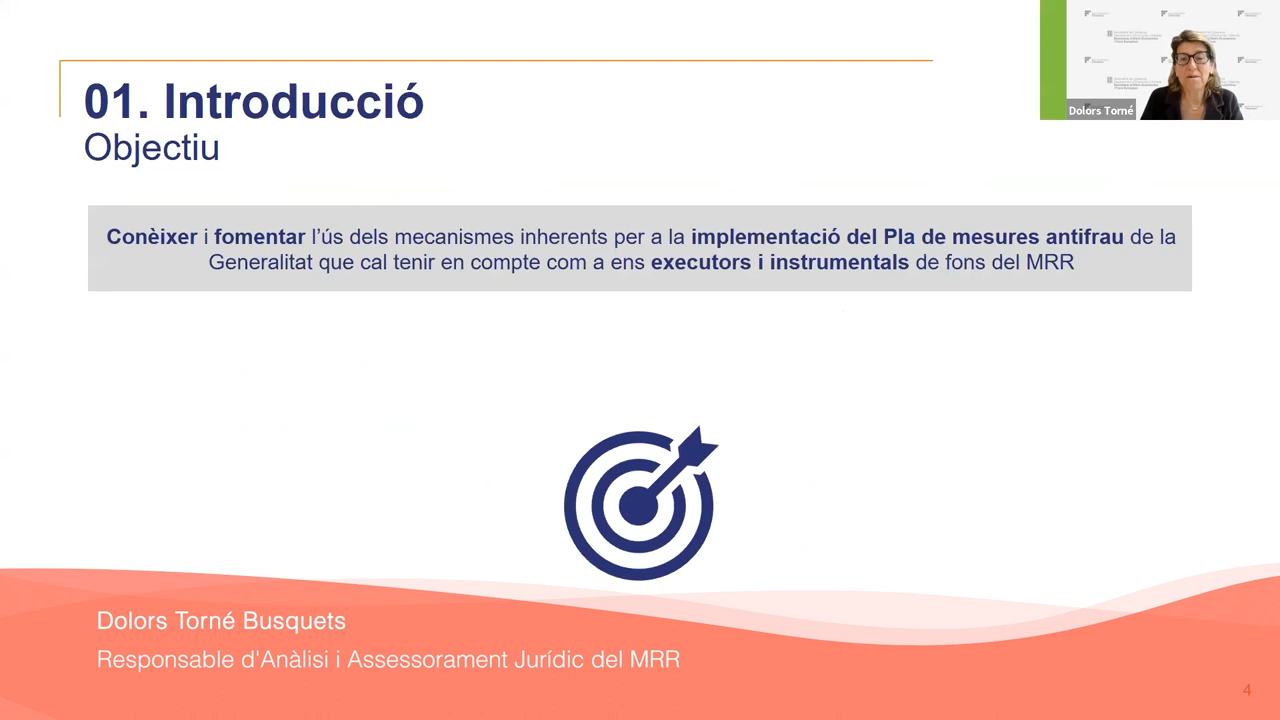 01. Introducció
Objectiu
Dolors Torné
Conèixer i fomentar l’ús dels mecanismes inherents per a la implementació del Pla de mesures antifrau de la
Generalitat que cal tenir en compte com a ens executors i instrumentals de fons del MRR
Dolors Torné Busquets
Responsable d'Anàlisi i Assessorament Jurídic del MRR
4